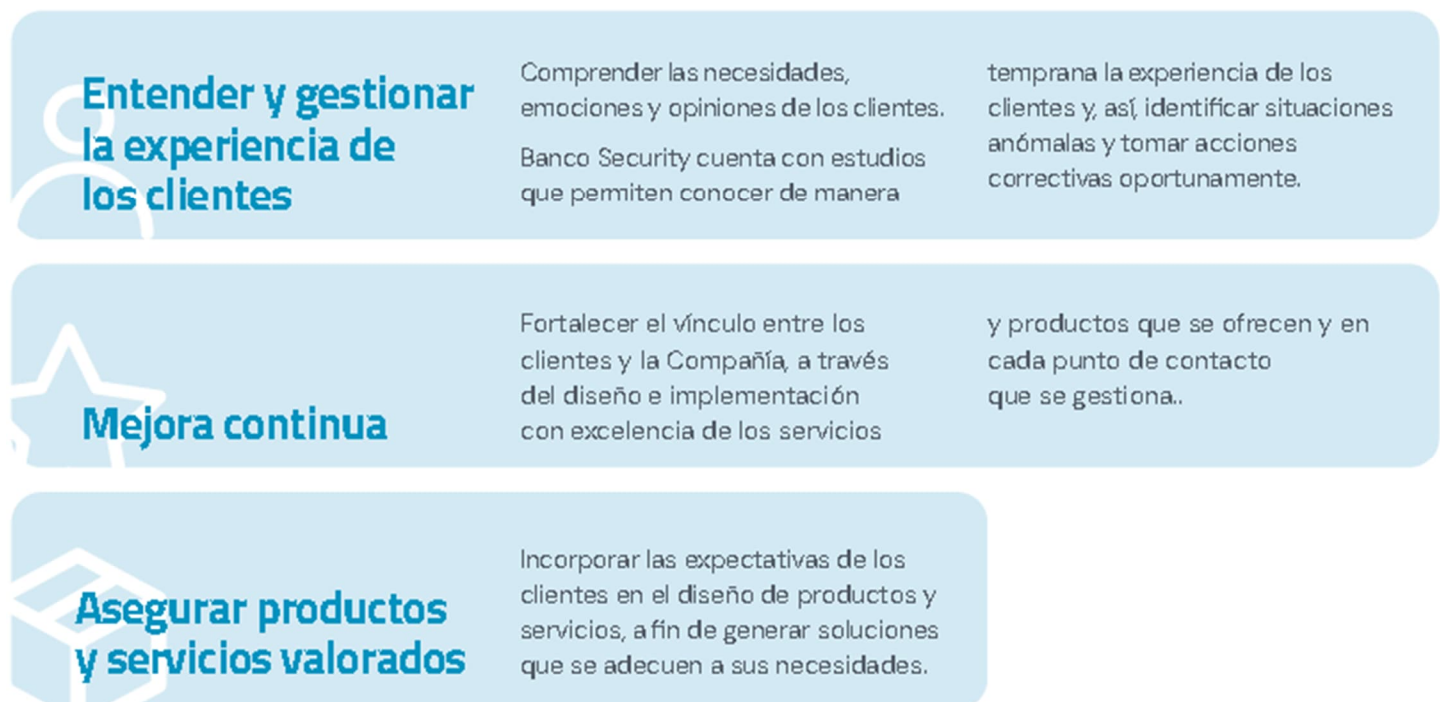 Entender y gestionar
la experiencia de
los clientes
Comprender las necesidades,
emociones y opiniones de los clientes.
Banco Security cuenta con estudios
que permiten conocer de manera
temprana la experiencia de los
clientes y, así, identificar situaciones
anómalas y tomar acciones
correctivas oportunamente.
Mejora continua
Fortalecer el vínculo entre los
clientes y la Compañía, a través
del diseño e implementación
con excelencia de los servicios
y productos que se ofrecen y en
cada punto de contacto
que se gestiona..
Asegurar productos
y servicios valorados
Incorporar las expectativas de los
clientes en el diseño de productos y
servicios, a fin de generar soluciones
que se adecuen a sus necesidades.